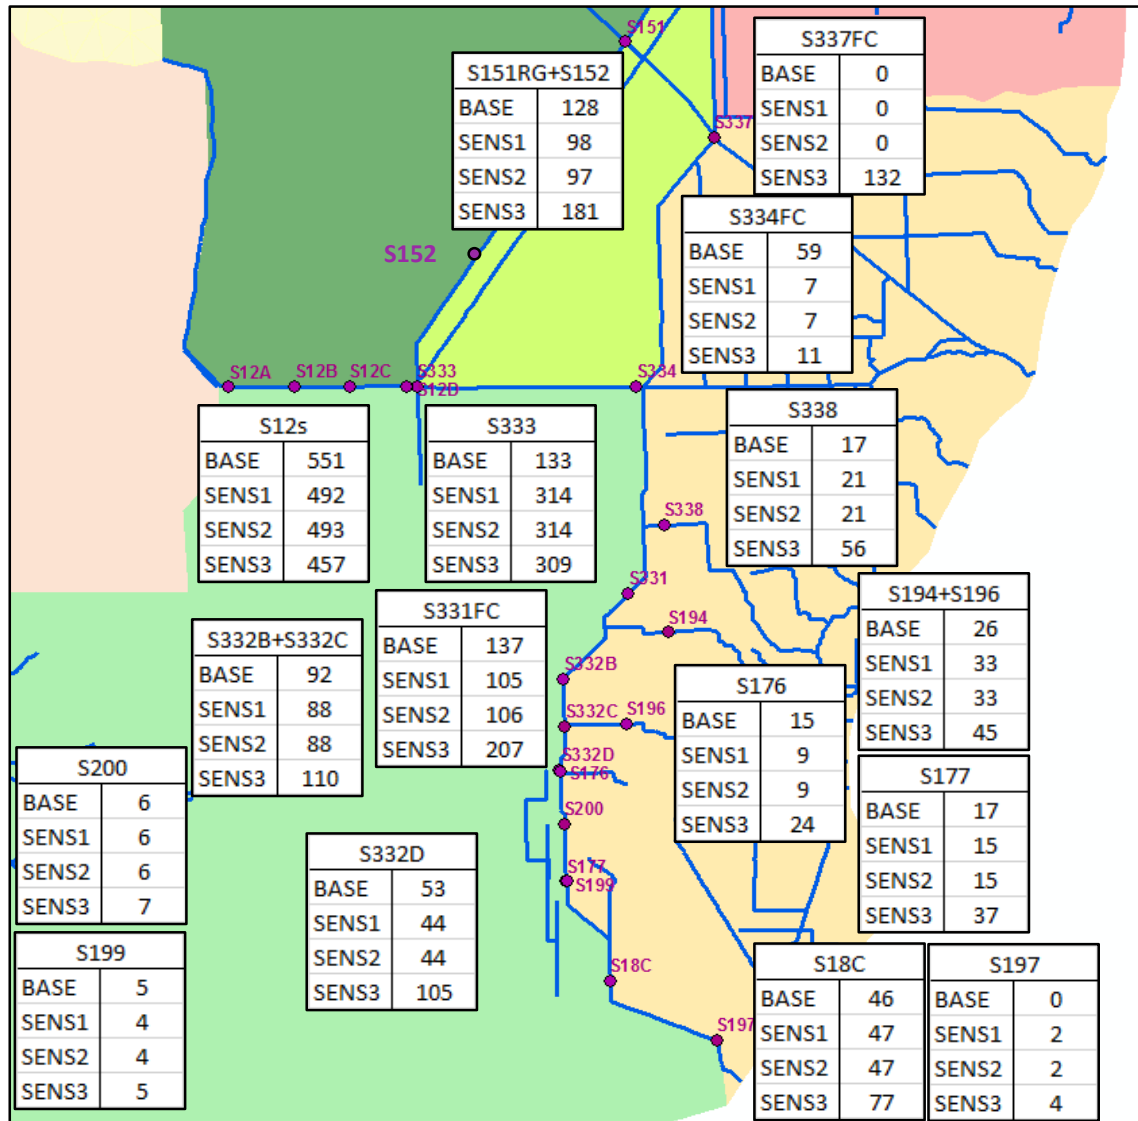 S151
S151RG+S152
BASE 128
SENS1 98
SENS2 97
SENS3 181
S337FC
BASE 0
SENS1 0
SENS2 0
SENS3 132
S337
S334FC
BASE 59
SENS1 7
SENS2 7
SENS3 11
S152
S12A
S12B
S12C
S333
S12D
S334
S12s
BASE 551
SENS1 492
SENS2 493
SENS3 457
S333
BASE 133
SENS1 314
SENS2 314
SENS3 309
S338
BASE 17
SENS1 21
SENS2 21
SENS3 56
S338
S331
S194+S196
BASE 26
SENS1 33
SENS2 33
SENS3 45
S331FC
BASE 137
SENS1 105
SENS2 106
SENS3 207
S332B+S332C
BASE 92
SENS1 88
SENS2 88
SENS3 110
S194
S332B
S332C
S196
S176
BASE 15
SENS1 9
SENS2 9
SENS3 24
S332D
S176
S200
BASE 6
SENS1 6
SENS2 6
SENS3 7
S177
BASE 17
SENS1 15
SENS2 15
SENS3 37
S200
S332D
BASE 53
SENS1 44
SENS2 44
SENS3 105
S177
S199
S199
BASE 5
SENS1 4
SENS2 4
SENS3 5
S18C
S197
S18C
BASE 46
SENS1 47
SENS2 47
SENS3 77
S197
BASE 0
SENS1 2
SENS2 2
SENS3 4